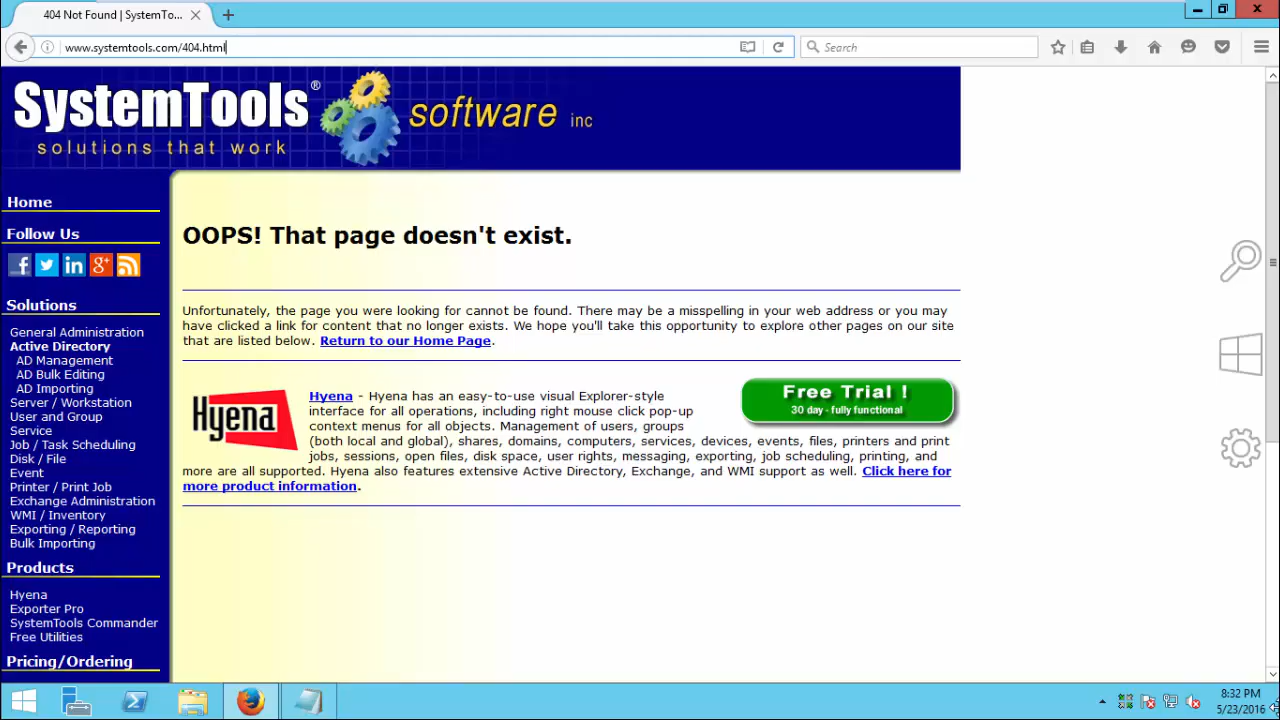 404 Not Found | SystemTo...
www.systemtools.com/404.html
Search
SystemTools® software inc
solutions that work
Home
Follow Us
Solutions
General Administration
Active Directory
AD Management
AD Bulk Editing
AD Importing
Server / Workstation
User and Group
Service
Job / Task Scheduling
Disk / File
Event
Printer / Print Job
Exchange Administration
WMI / Inventory
Exporting / Reporting
Bulk Importing
Products
Hyena
Exporter Pro
SystemTools Commander
Free Utilities
Pricing/Ordering
OOPS! That page doesn't exist.
Unfortunately, the page you were looking for cannot be found. There may be a misspelling in your web address or you may
have clicked a link for content that no longer exists. We hope you'll take this opportunity to explore other pages on our site
that are listed below. Return to our Home Page.
Hyena
Hyena - Hyena has an easy-to-use visual Explorer-style
interface for all operations, including right mouse click pop-up
context menus for all objects. Management of users, groups
(both local and global), shares, domains, computers, services, devices, events, files, printers and print
jobs, sessions, open files, disk space, user rights, messaging, exporting, job scheduling, printing, and
more are all supported. Hyena also features extensive Active Directory, Exchange, and WMI support as well. Click here for
more product information.
Free Trial !
30 day - fully functional
8:32 PM
5/23/2016